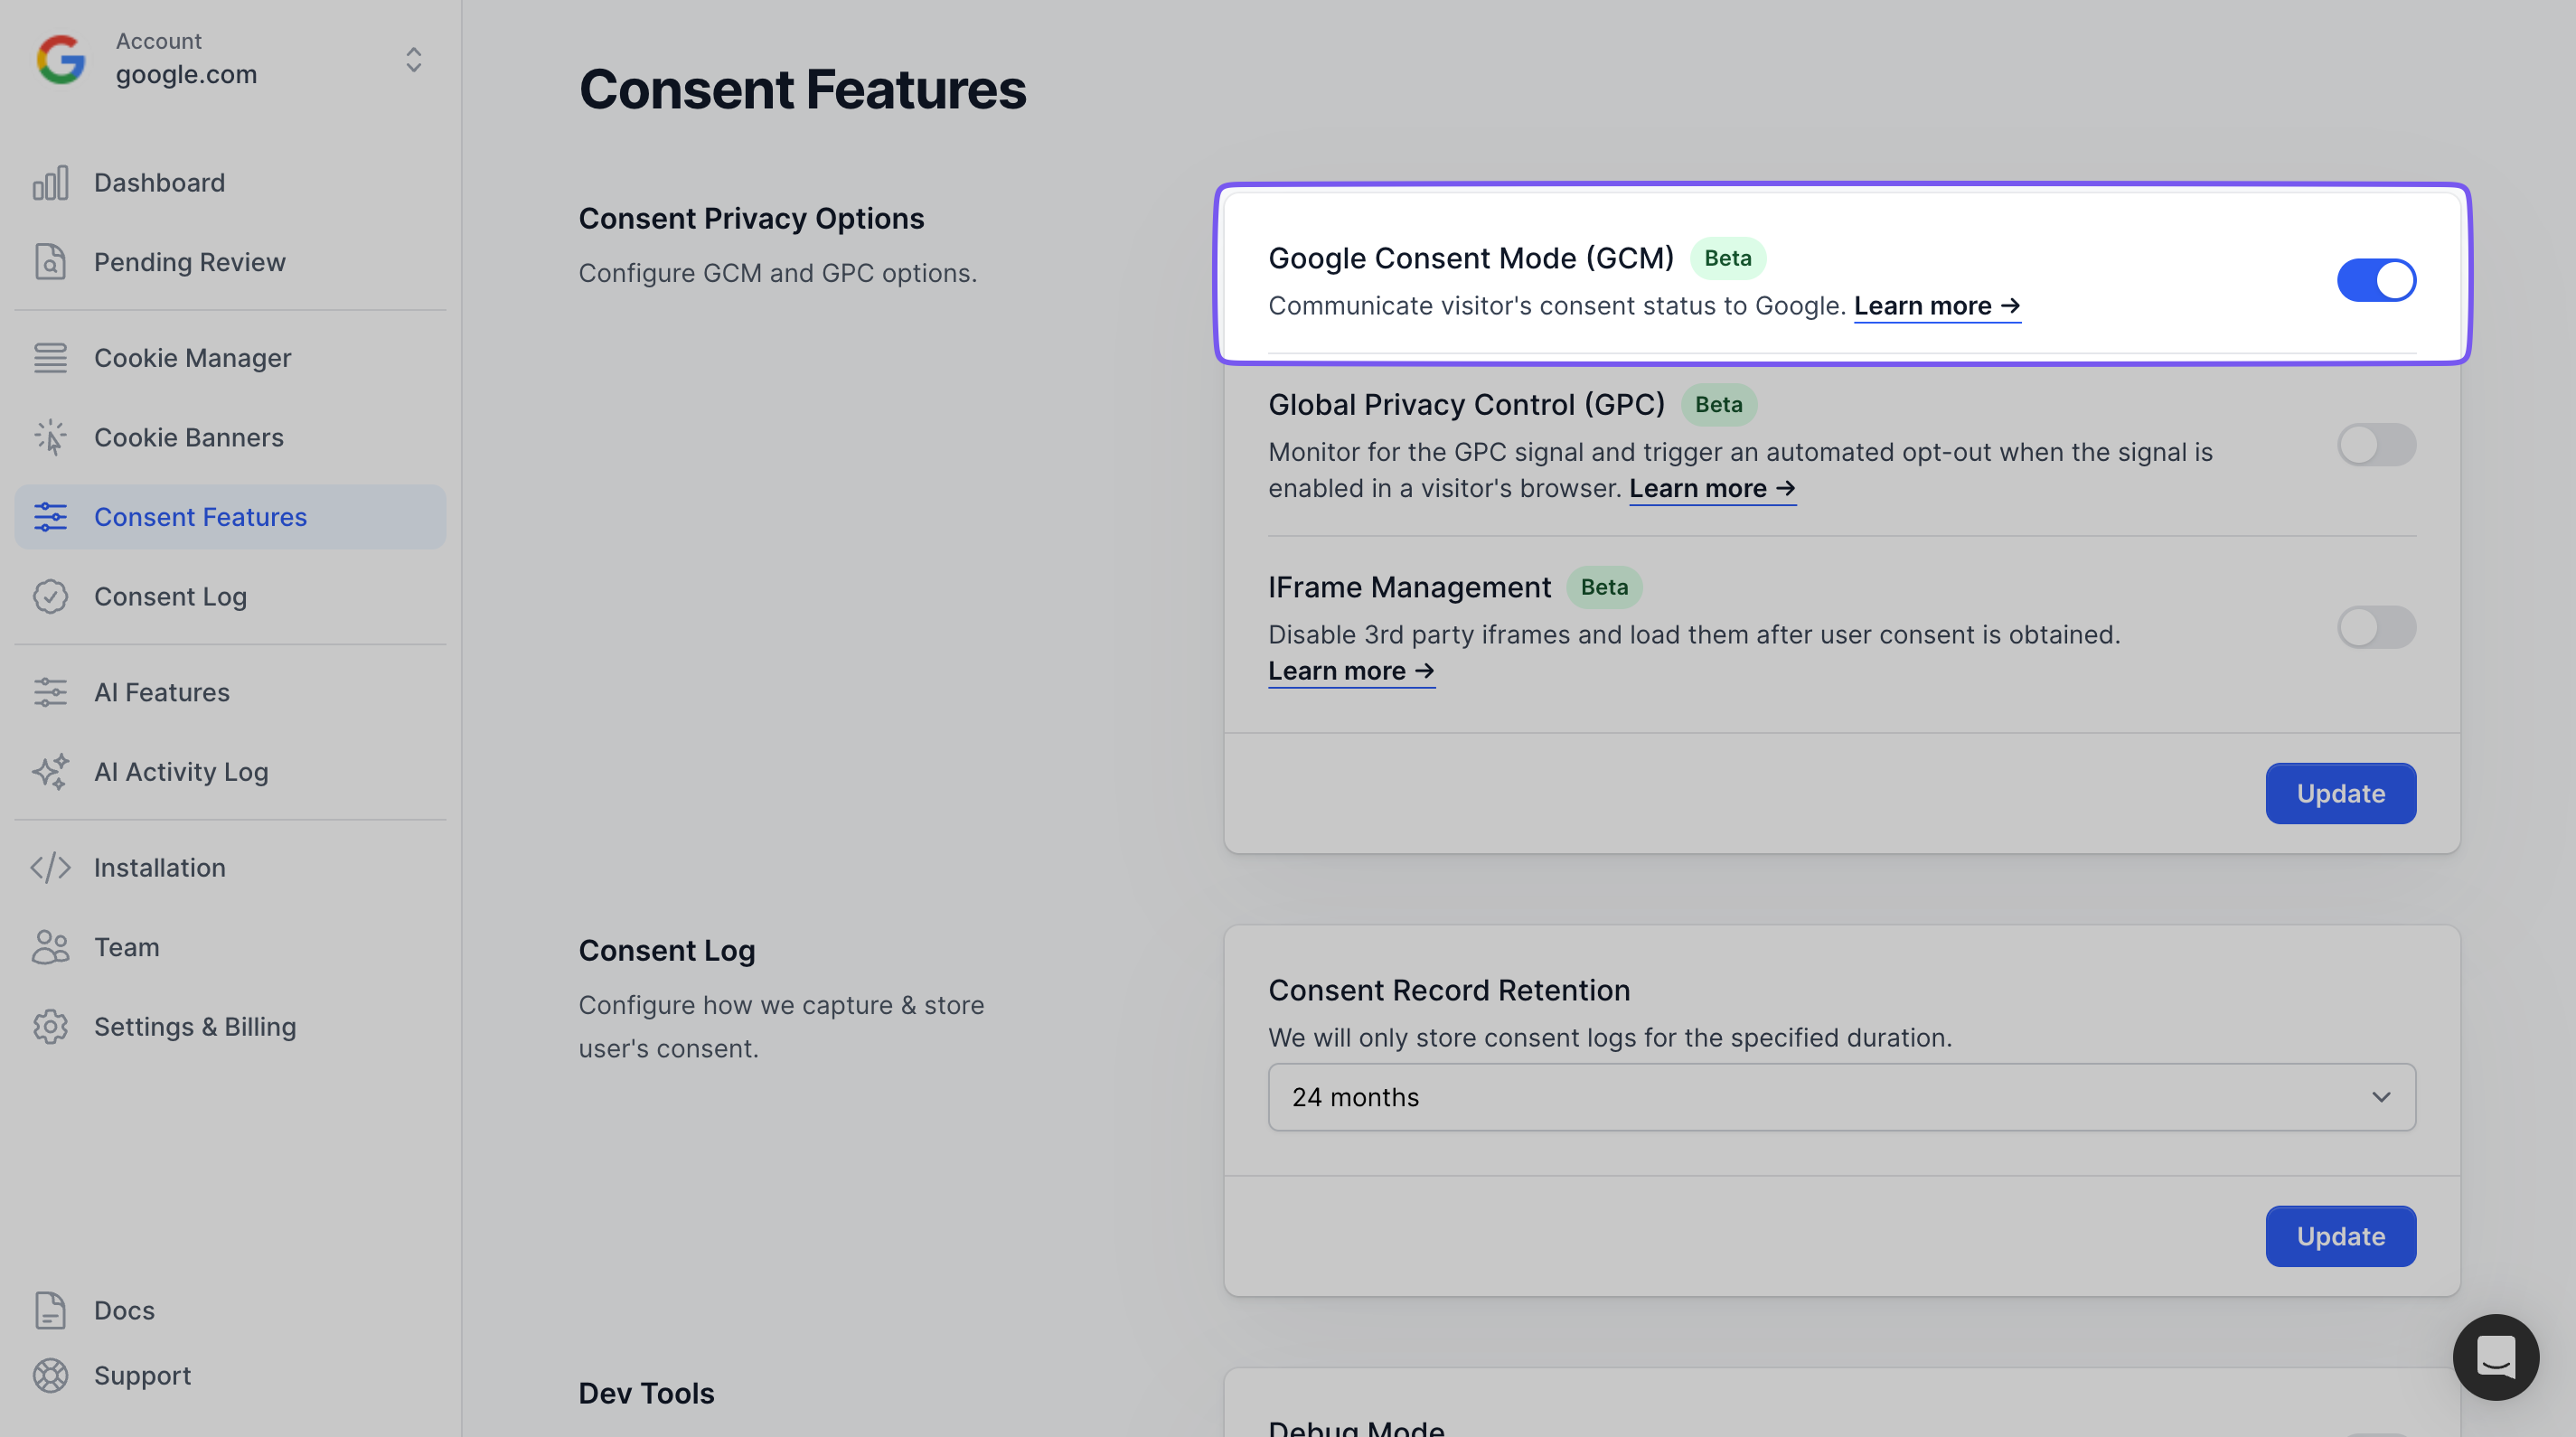 Account
google.com
Dashboard
Pending Review
Cookie Manager
Cookie Banners
Consent Features
Consent Log
AI Features
AI Activity Log
Installation
Team
Settings & Billing
Docs
Support
Consent Features
Consent Privacy Options
Configure GCM and GPC options.
Google Consent Mode (GCM) Beta
Communicate visitor's consent status to Google. Learn more →
Global Privacy Control (GPC) Beta
Monitor for the GPC signal and trigger an automated opt-out when the signal is
enabled in a visitor's browser. Learn more →
IFrame Management Beta
Disable 3rd party iframes and load them after user consent is obtained.
Learn more →
Update
Consent Log
Configure how we capture & store
user's consent.
Consent Record Retention
We will only store consent logs for the specified duration.
24 months
Update
Dev Tools
Debug Mode